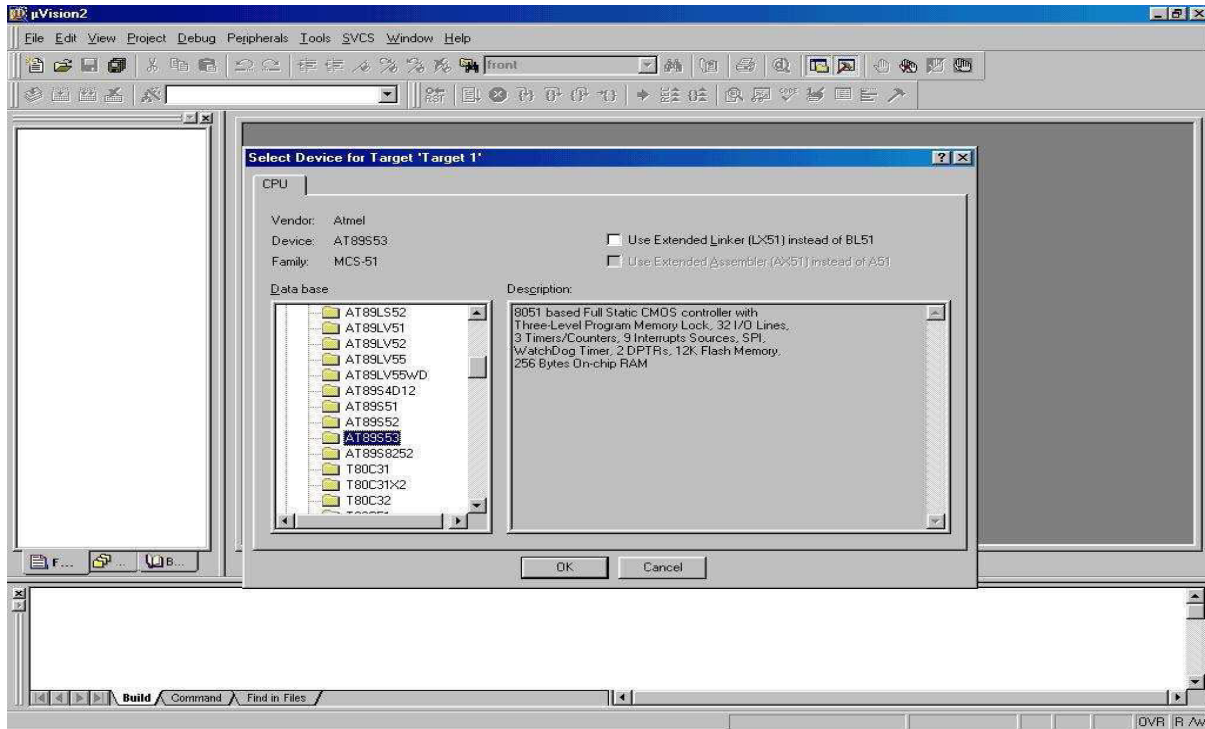 µVision2
File Edit View Project Debug Peripherals Tools SVCS Window Help
front
Select Device for Target 'Target 1'
CPU
Vendor: Atmel
Device: AT89S53
Family: MCS-51
Use Extended Linker (LX51) instead of BL51
Use Extended Assembler (AX51) instead of A51
Data base
Description:
AT89LS52
AT89LV51
AT89LV52
AT89LV55
AT89LV55WD
AT89S4D12
AT89S51
AT89S52
AT89S53
AT89S8252
T80C31
T80C31X2
T80C32
8051 based Full Static CMOS controller with
Three-Level Program Memory Lock, 32 I/O Lines,
3 Timers/Counters, 9 Interrupts Sources, SPI,
WatchDog Timer, 2 DPTRs, 12K Flash Memory,
256 Bytes On-chip RAM
OK Cancel
F... ... B...
Build Command Find in Files
OVR R/W